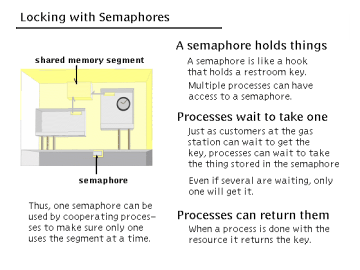 Locking with Semaphores
shared memory segment
semaphore
Thus, one semaphore can be
used by cooperating proces-
ses to make sure only one
uses the segment at a time.
A semaphore holds things
A semaphore is like a hook
that holds a restroom key.
Multiple processes can have
access to a semaphore.
Processes wait to take one
Just as customers at the gas
station can wait to get the
key, processes can wait to take
the thing stored in the semaphore
Even if several are waiting, only
one will get it.
Processes can return them
When a process is done with the
resource it returns the key.